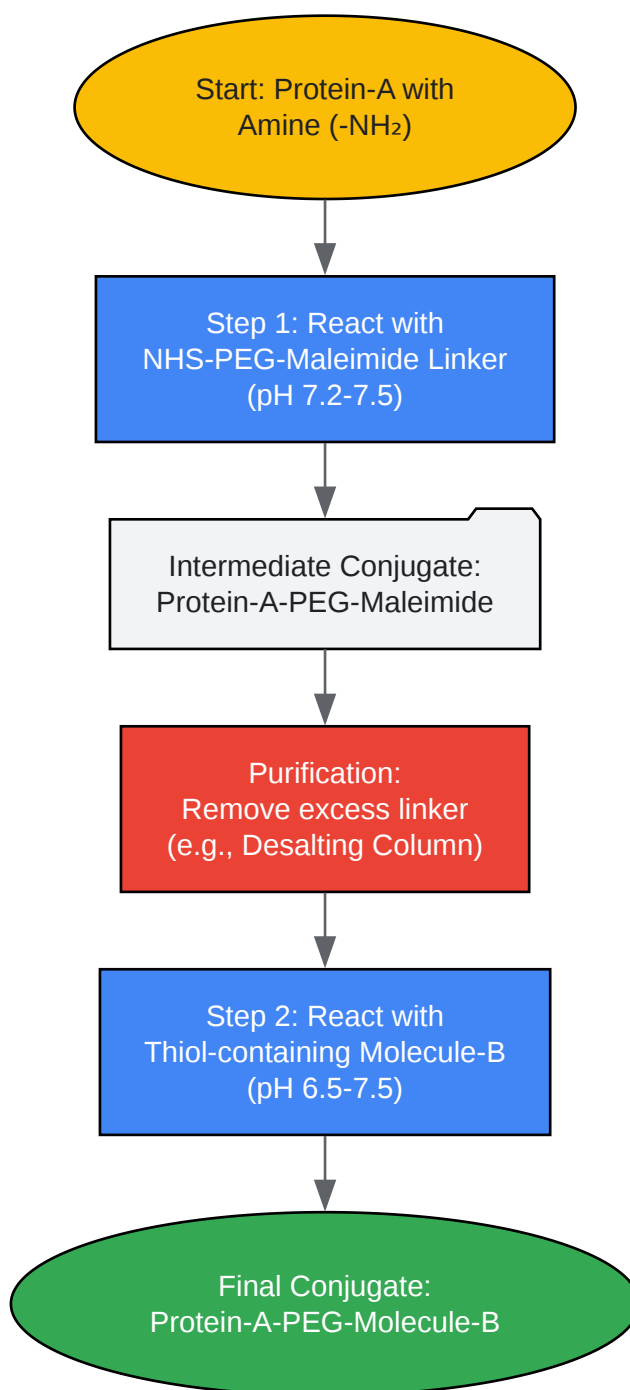 Start: Protein-A with
Amine (-NH₂)
Step 1: React with
NHS-PEG-Maleimide Linker
(pH 7.2-7.5)
Intermediate Conjugate:
Protein-A-PEG-Maleimide
Purification:
Remove excess linker
(e.g., Desalting Column)
Step 2: React with
Thiol-containing Molecule-B
(pH 6.5-7.5)
Final Conjugate:
Protein-A-PEG-Molecule-B